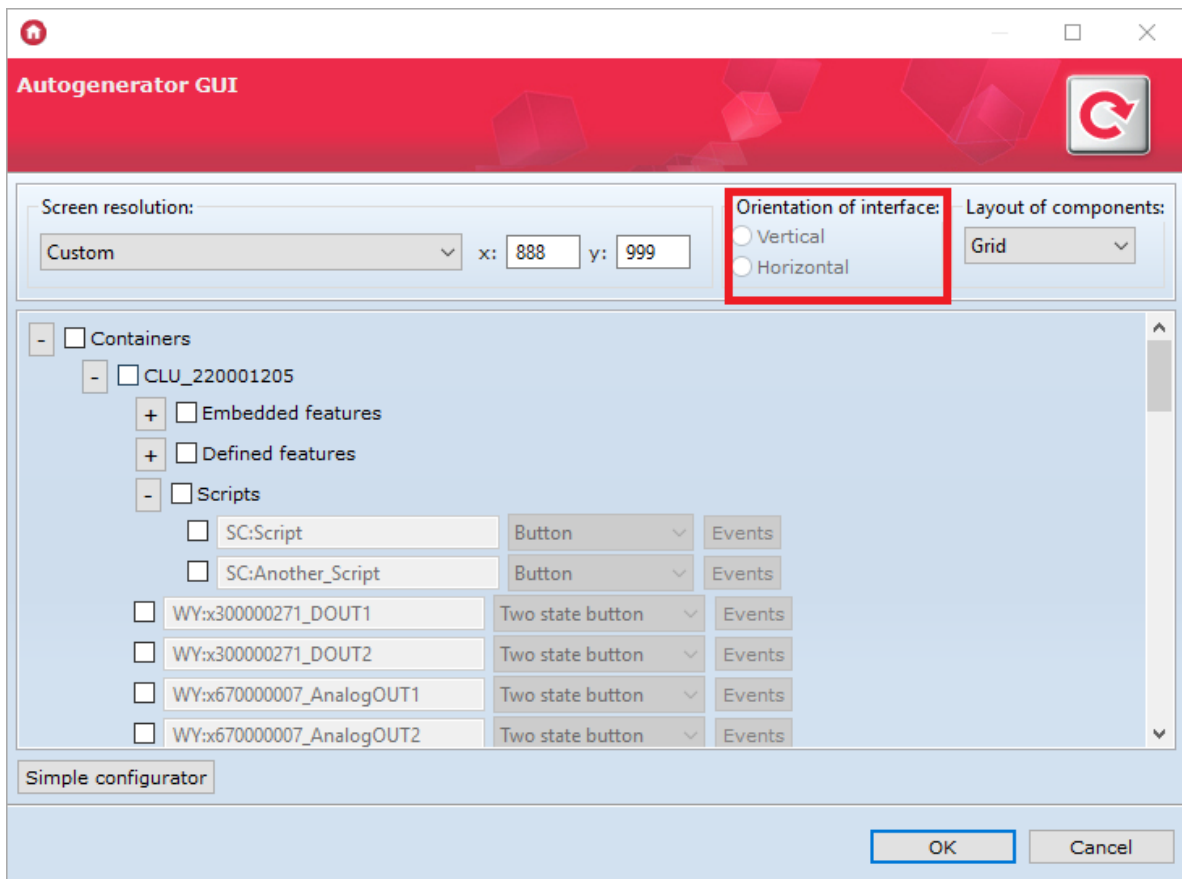 Autogenerator GUI
Screen resolution: Orientation of interface: Layout of components:
Custom x: 888 y: 999 Vertical Grid
Horizontal
- Containers
- CLU_220001205
+ Embedded features
+ Defined features
- Scripts
SC:Script Button Events
SC:Another_Script Button Events
WY:x300000271_DOUT1 Two state button Events
WY:x300000271_DOUT2 Two state button Events
WY:x670000007_AnalogOUT1 Two state button Events
WY:x670000007_AnalogOUT2 Two state button Events
Simple configurator
OK Cancel